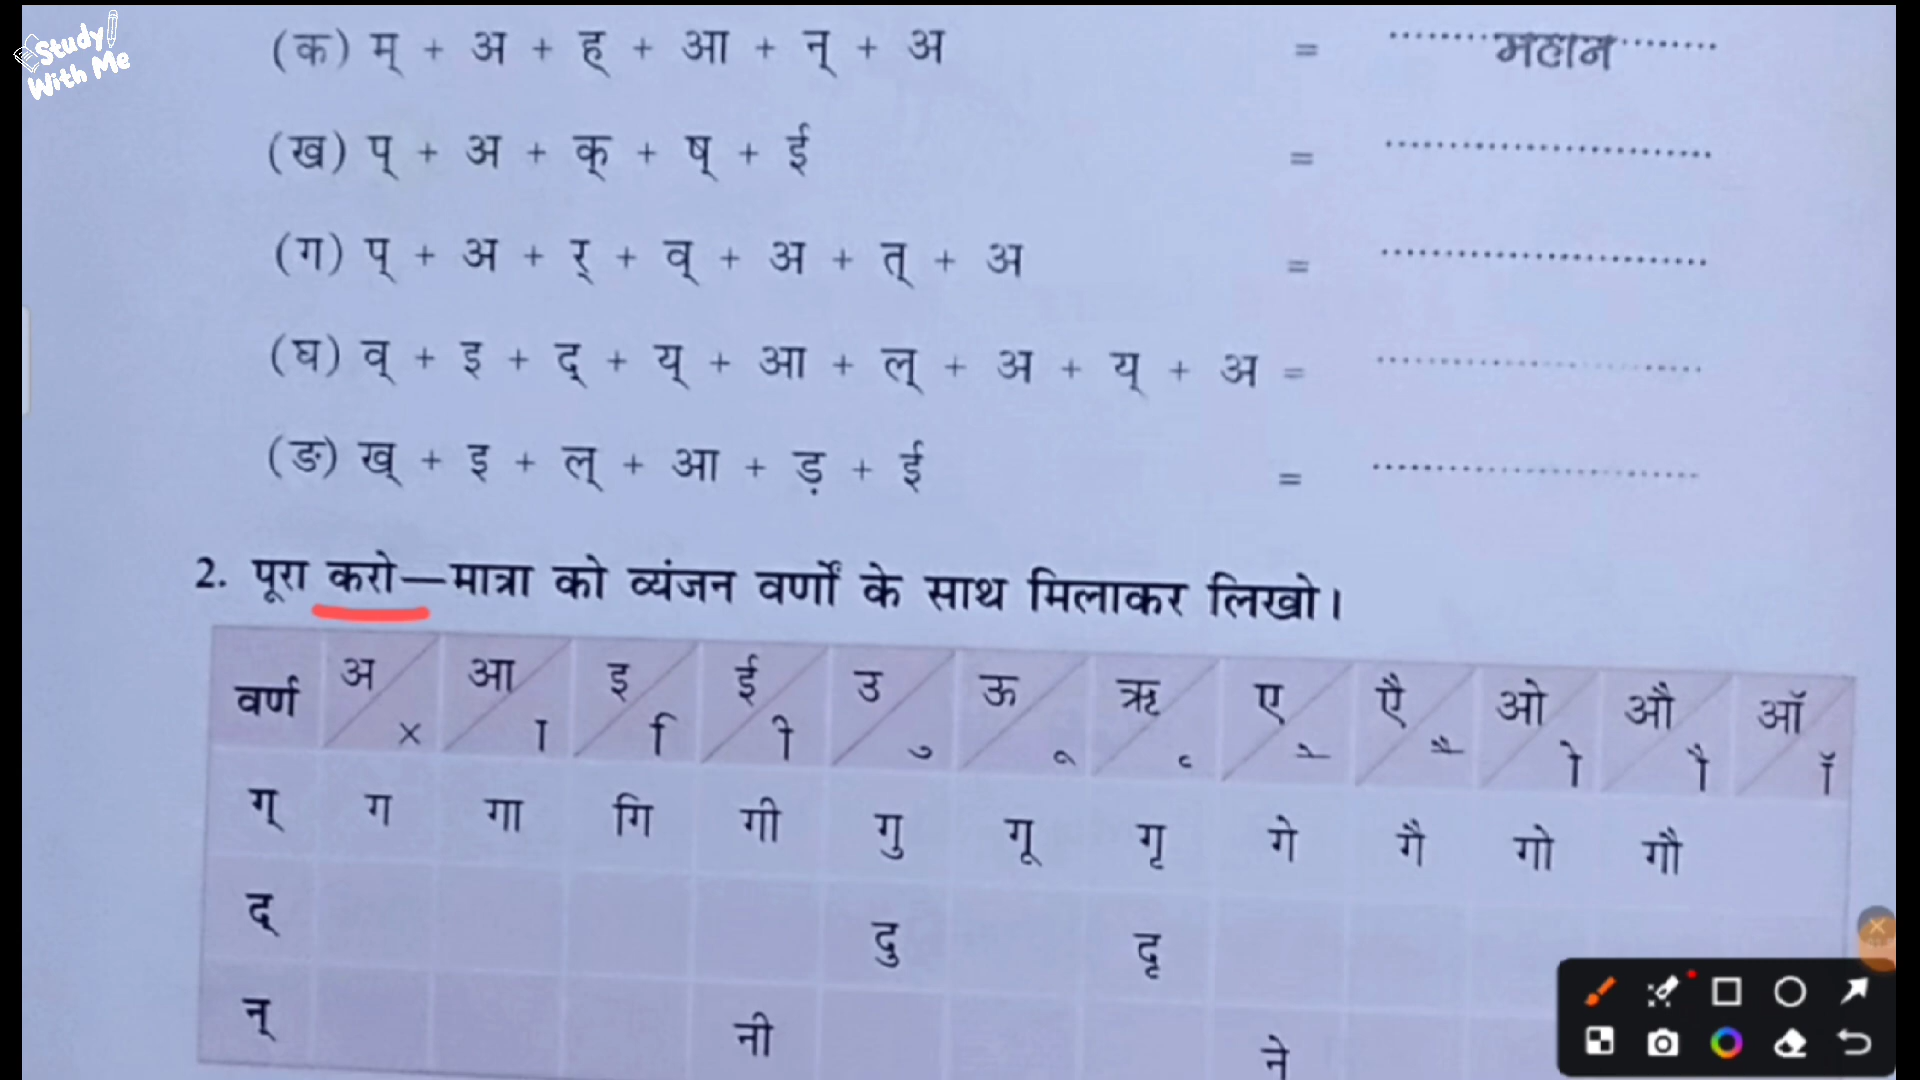 Study
With Me
(क) म् + अ + ह् + आ + न् + अ = महान
(ख) प् + अ + क् + ष् + ई =
(ग) प् + अ + र् + व् + अ + त् + अ =
(घ) व् + इ + द् + य् + आ + ल् + अ + य् + अ =
(ङ) ख् + इ + ल् + आ + ड़ + ई =
2. पूरा करो—मात्रा को व्यंजन वर्णों के साथ मिलाकर लिखो।
वर्ण अ × आ ा इ ि ई ी उ ु ऊ ू ऋ ृ ए े ऐ ै ओ ो औ ौ ऑ ॉ
ग् ग गा गि गी गु गू गृ गे गै गो गौ
द् दु दृ
न् नी ने